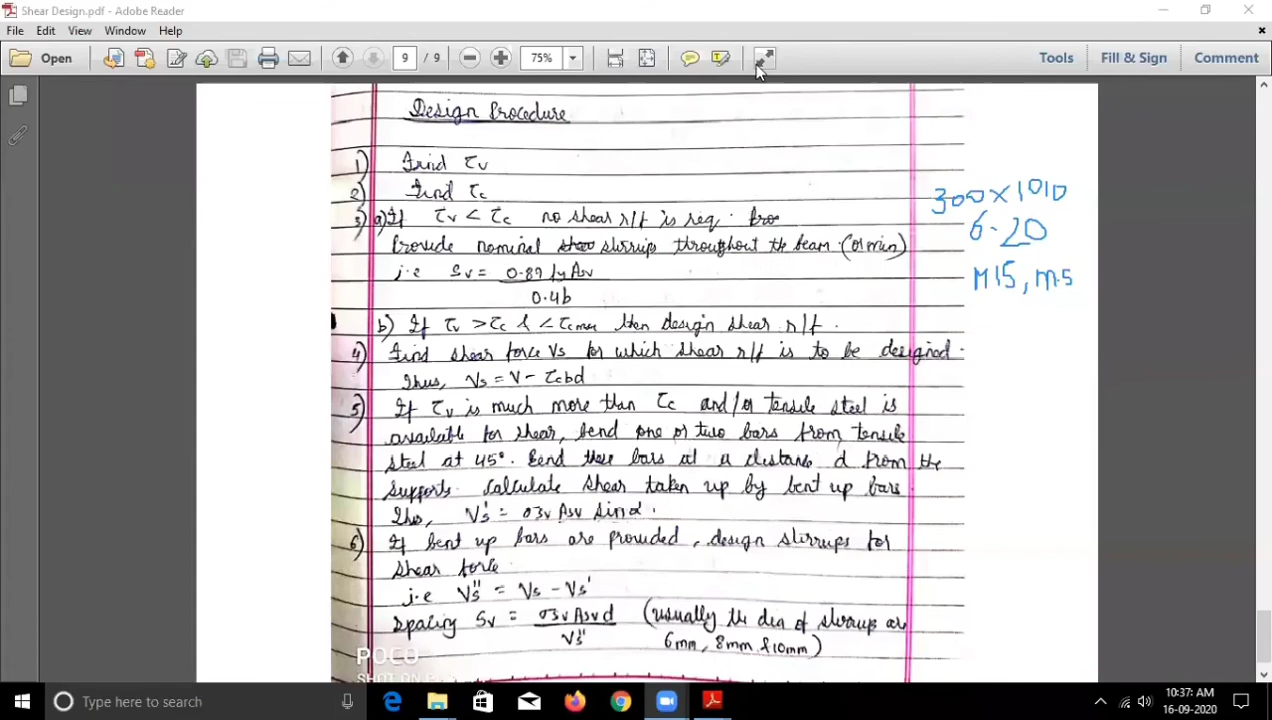 Shear Design.pdf - Adobe Reader
File Edit View Window Help
Open 9 / 9 75% Tools Fill & Sign Comment
Design Procedure
1) Find τv
2) Find τc
3) a) If τv < τc no shear r/f is req. Pro
Provide nominal shear stirrups throughout the beam (or min)
i.e Sv = 0.87 fy Asv
0.4b
b) If τv > τc & < τcmax then design shear r/f.
4) Find shear force Vs for which shear r/f is to be designed.
Thus, Vs = V - τcbd
5) If τv is much more than τc and/or tensile steel is
available for shear, bend one or two bars from tensile
steel at 45°. Bend these bars at a distance d from the
supports. Calculate shear taken up by bent up bars.
Thus, Vs' = σsv Asv sinα.
6) If bent up bars are provided, design stirrups for
shear force
i.e Vs" = Vs - Vs'
Spacing Sv = σsv Asv d (usually the dia of stirrups are
Vs" 6mm, 8mm & 10mm)
300 × 1010
6-20
M15, m.s
POCO
SHOT ON
Type here to search
10:37: AM
16-09-2020